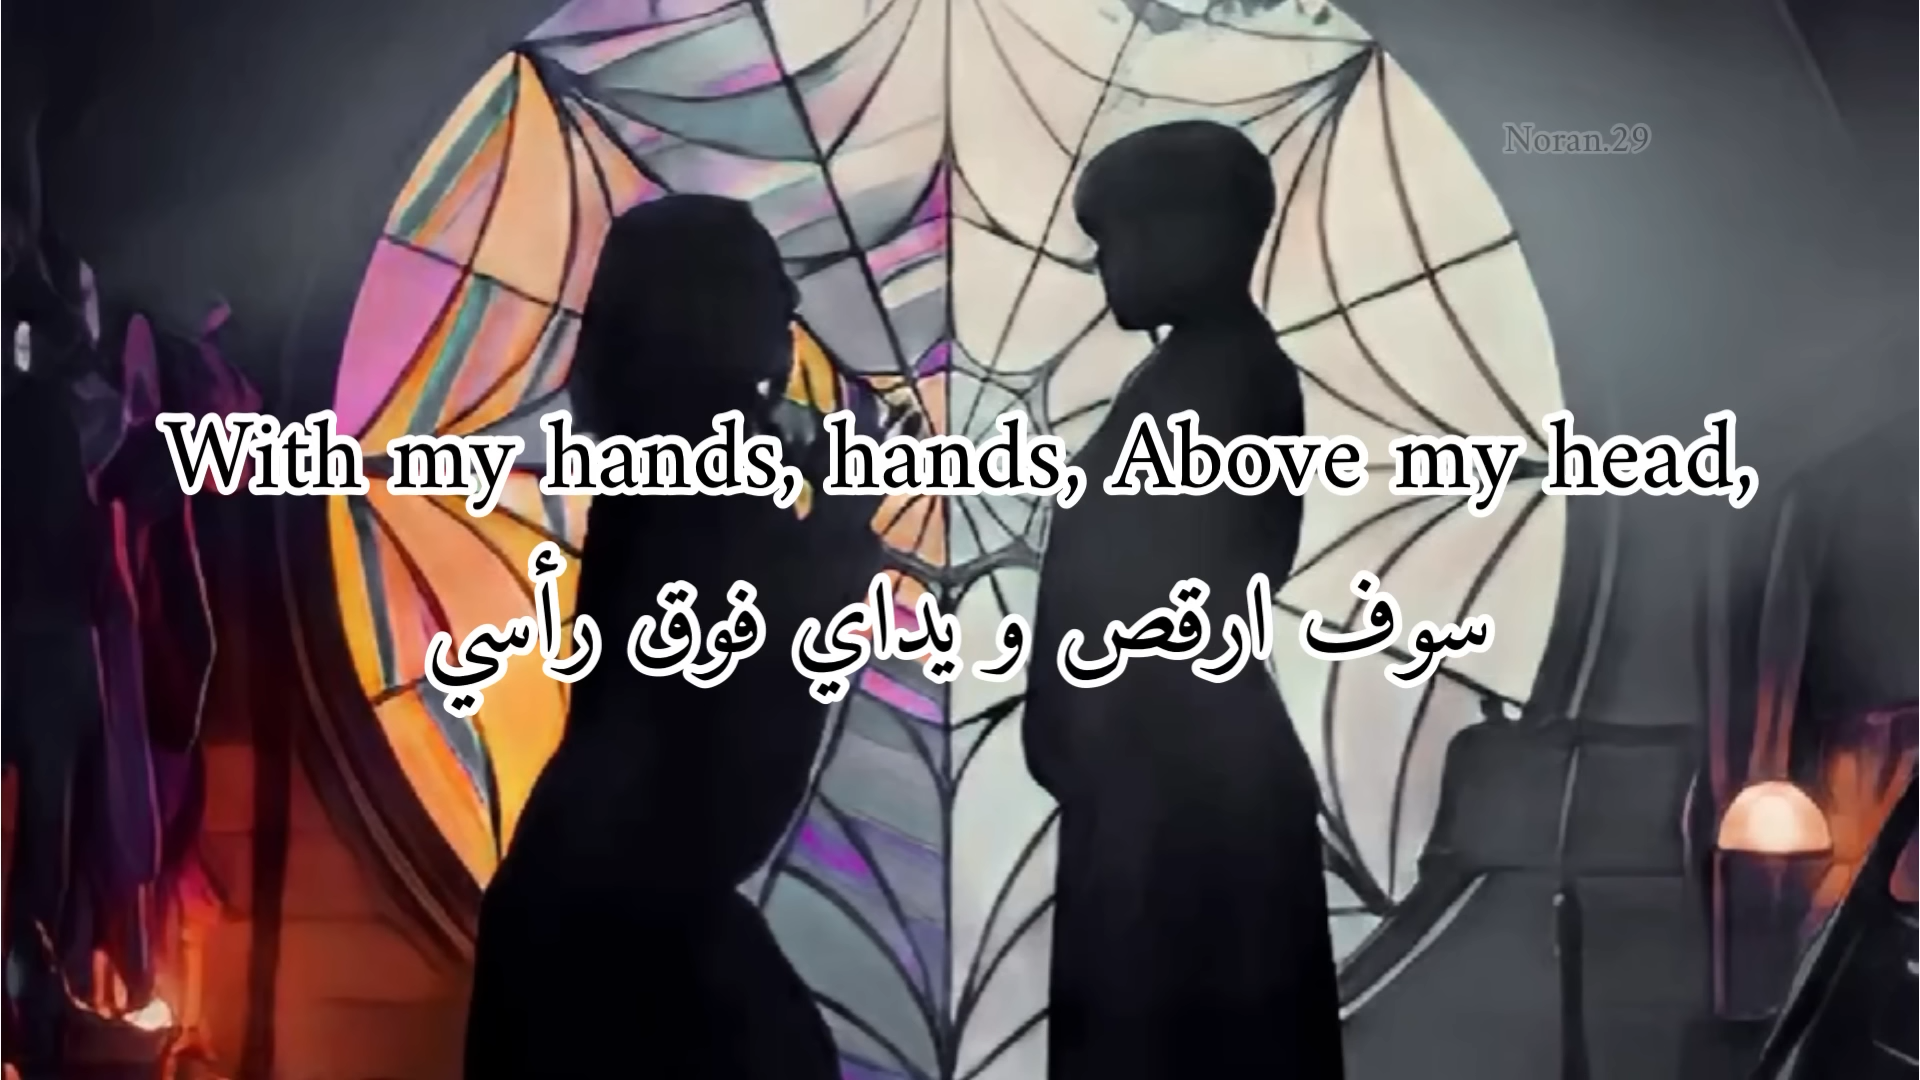 Noran.29
With my hands, hands, Above my head,
سوف ارقص و يداي فوق رأسي